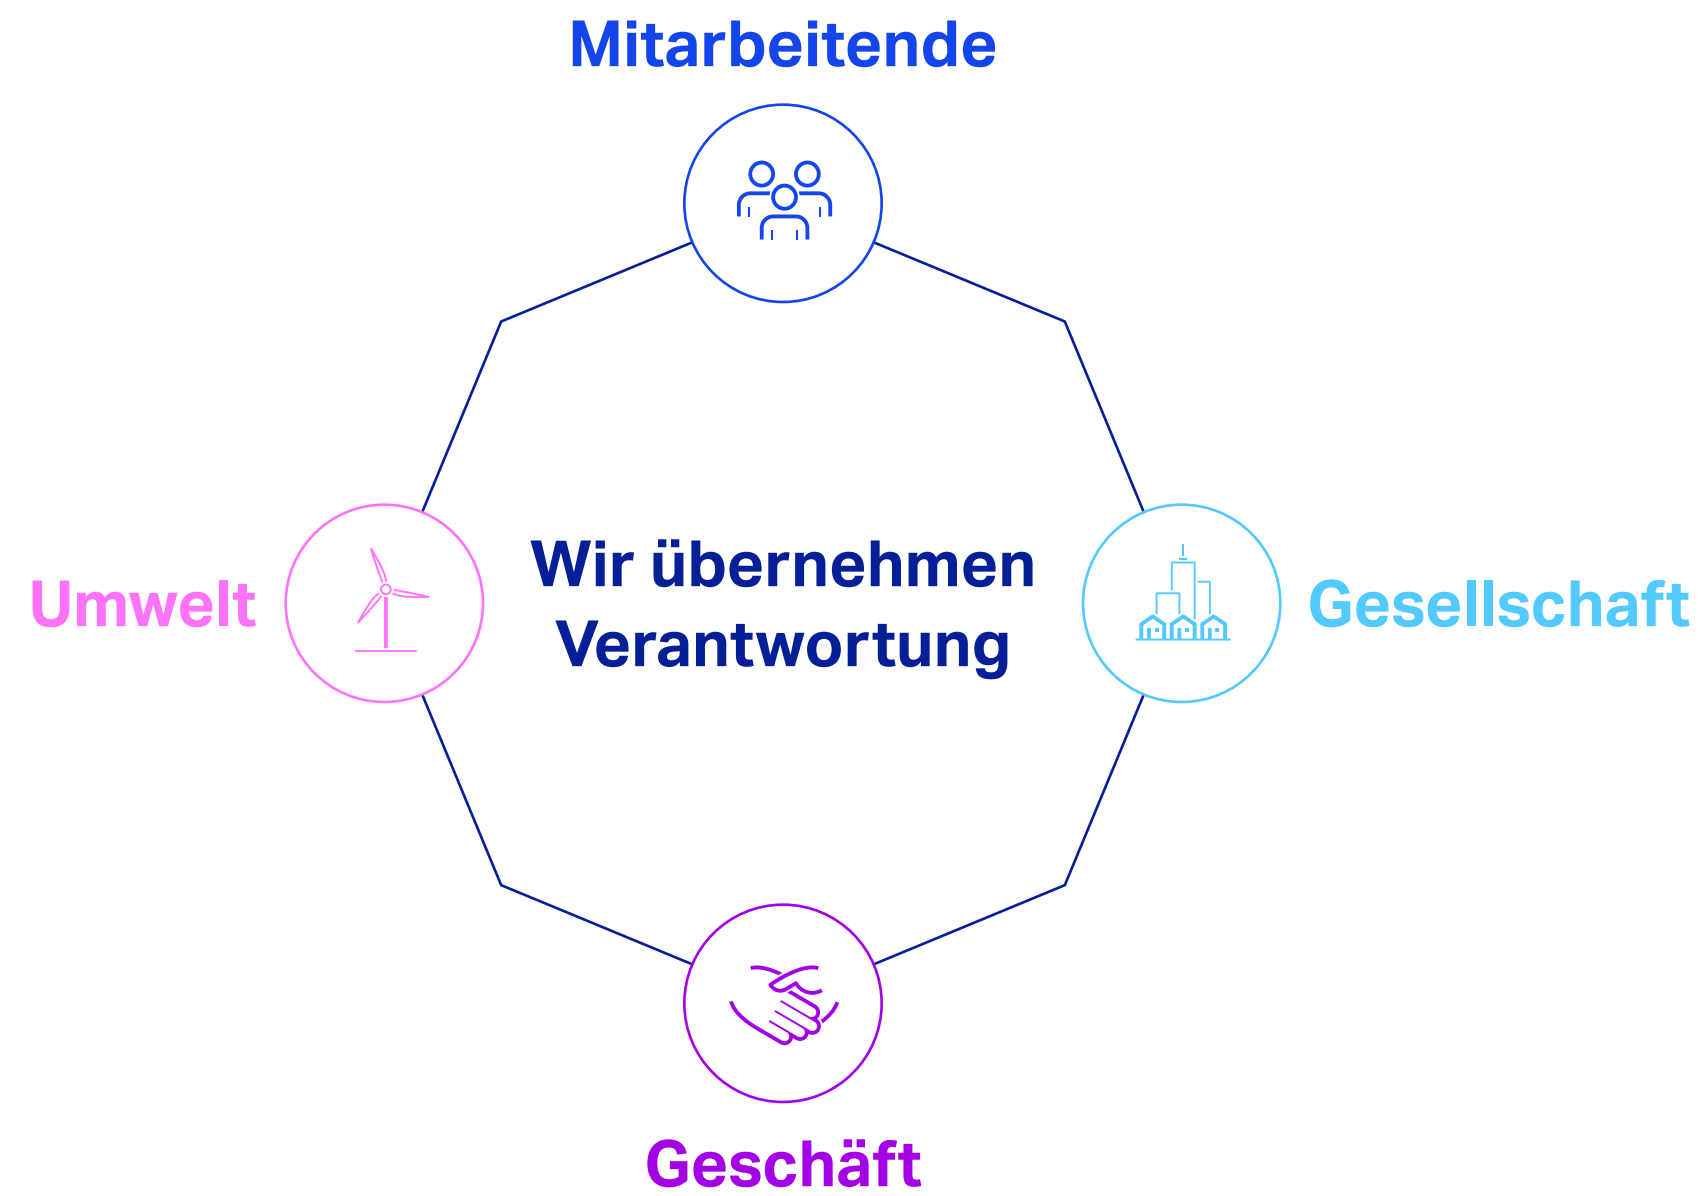 Mitarbeitende
Wir übernehmen
Verantwortung
Umwelt
Gesellschaft
Geschäft